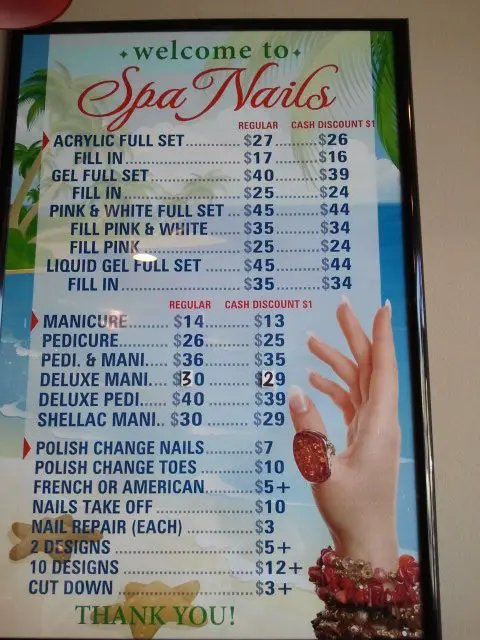 welcome to
Spa Nails
REGULAR CASH DISCOUNT $1
ACRYLIC FULL SET.......... $27.........$26
FILL IN.......................... $17.........$16
GEL FULL SET................ $40.........$39
FILL IN.......................... $25.........$24
PINK & WHITE FULL SET ... $45.........$44
FILL PINK & WHITE....... $35.........$34
FILL PINK...................... $25.........$24
LIQUID GEL FULL SET ...... $45.........$44
FILL IN.......................... $35.........$34
REGULAR CASH DISCOUNT $1
MANICURE......... $14.........$13
PEDICURE.......... $26.........$25
PEDI. & MANI...... $36.........$35
DELUXE MANI.... $30.........$29
DELUXE PEDI..... $40.........$39
SHELLAC MANI.. $30.........$29
POLISH CHANGE NAILS......... $7
POLISH CHANGE TOES ......... $10
FRENCH OR AMERICAN......... $5+
NAILS TAKE OFF.................. $10
NAIL REPAIR (EACH) ............ $3
2 DESIGNS ......................... $5+
10 DESIGNS ....................... $12+
CUT DOWN ........................ $3+
THANK YOU!